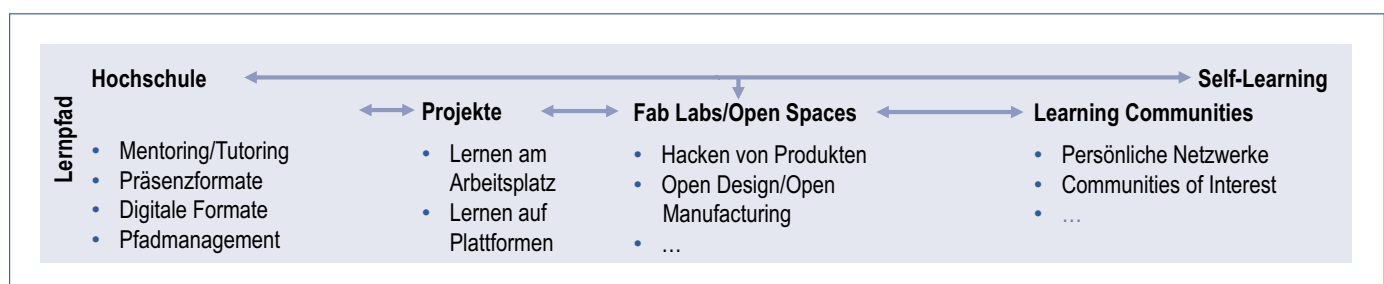 Lernpfad
Hochschule
Self-Learning
Projekte
Fab Labs/Open Spaces
Learning Communities
• Mentoring/Tutoring
• Präsenzformate
• Digitale Formate
• Pfadmanagement
• Lernen am
Arbeitsplatz
• Lernen auf
Plattformen
• Hacken von Produkten
• Open Design/Open
Manufacturing
• …
• Persönliche Netzwerke
• Communities of Interest
• …